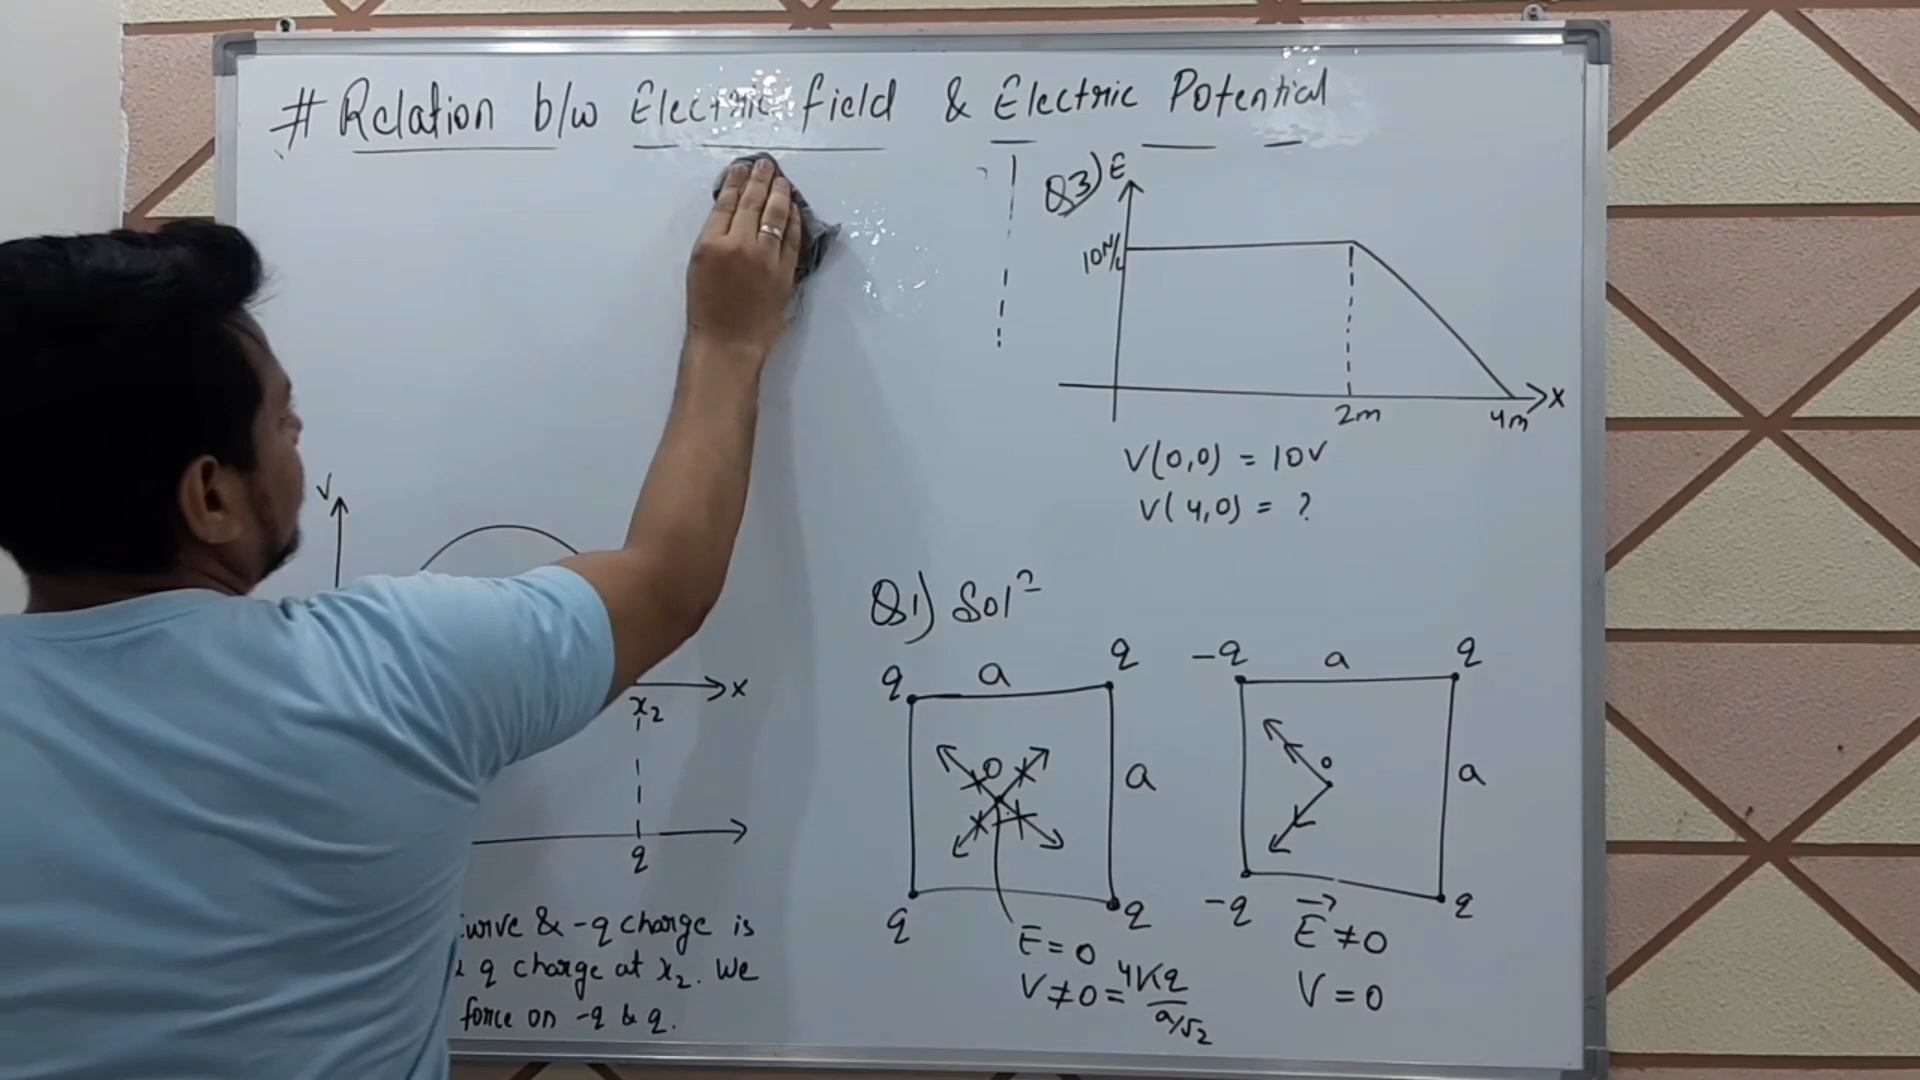 # Relation b/w Electric field & Electric Potential
Q3) E
10N/C
2m
4m
X
V(0,0) = 10V
V(4,0) = ?
V
x
x₂
q
curve & -q charge is
q charge at x₂. We
force on -q & q.
Q1) Solⁿ
q a q
a
O
q q
E = 0
V ≠ 0 = 4Kq / a/√2
-q a q
a
o
-q q
E⃗ ≠ 0
V = 0